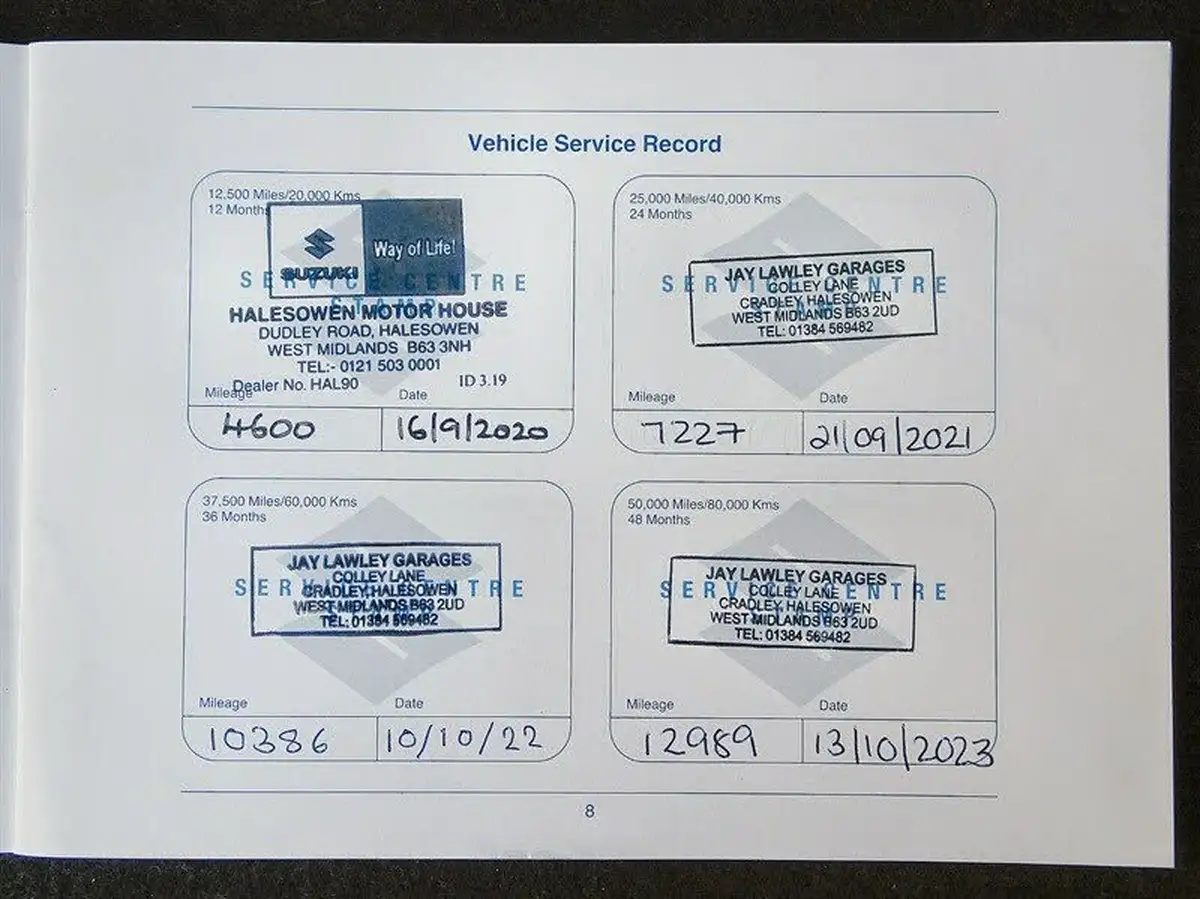 Vehicle Service Record
12,500 Miles/20,000 Kms
12 Months
SUZUKI
Way of Life!
SERVICE CENTRE
STAMP
HALESOWEN MOTOR HOUSE
DUDLEY ROAD, HALESOWEN
WEST MIDLANDS B63 3NH
TEL:- 0121 503 0001
Dealer No. HAL90
ID 3.19
Mileage
Date
4600
16/9/2020
25,000 Miles/40,000 Kms
24 Months
SERVICE CENTRE
JAY LAWLEY GARAGES
COLLEY LANE
CRADLEY, HALESOWEN
WEST MIDLANDS B63 2UD
TEL: 01384 569482
Mileage
Date
7227
21/09/2021
37,500 Miles/60,000 Kms
36 Months
SERVICE CENTRE
JAY LAWLEY GARAGES
COLLEY LANE
CRADLEY, HALESOWEN
WEST MIDLANDS B63 2UD
TEL: 01384 569482
Mileage
Date
10386
10/10/22
50,000 Miles/80,000 Kms
48 Months
SERVICE CENTRE
JAY LAWLEY GARAGES
COLLEY LANE
CRADLEY, HALESOWEN
WEST MIDLANDS B63 2UD
TEL: 01384 569482
Mileage
Date
12989
13/10/2023
8